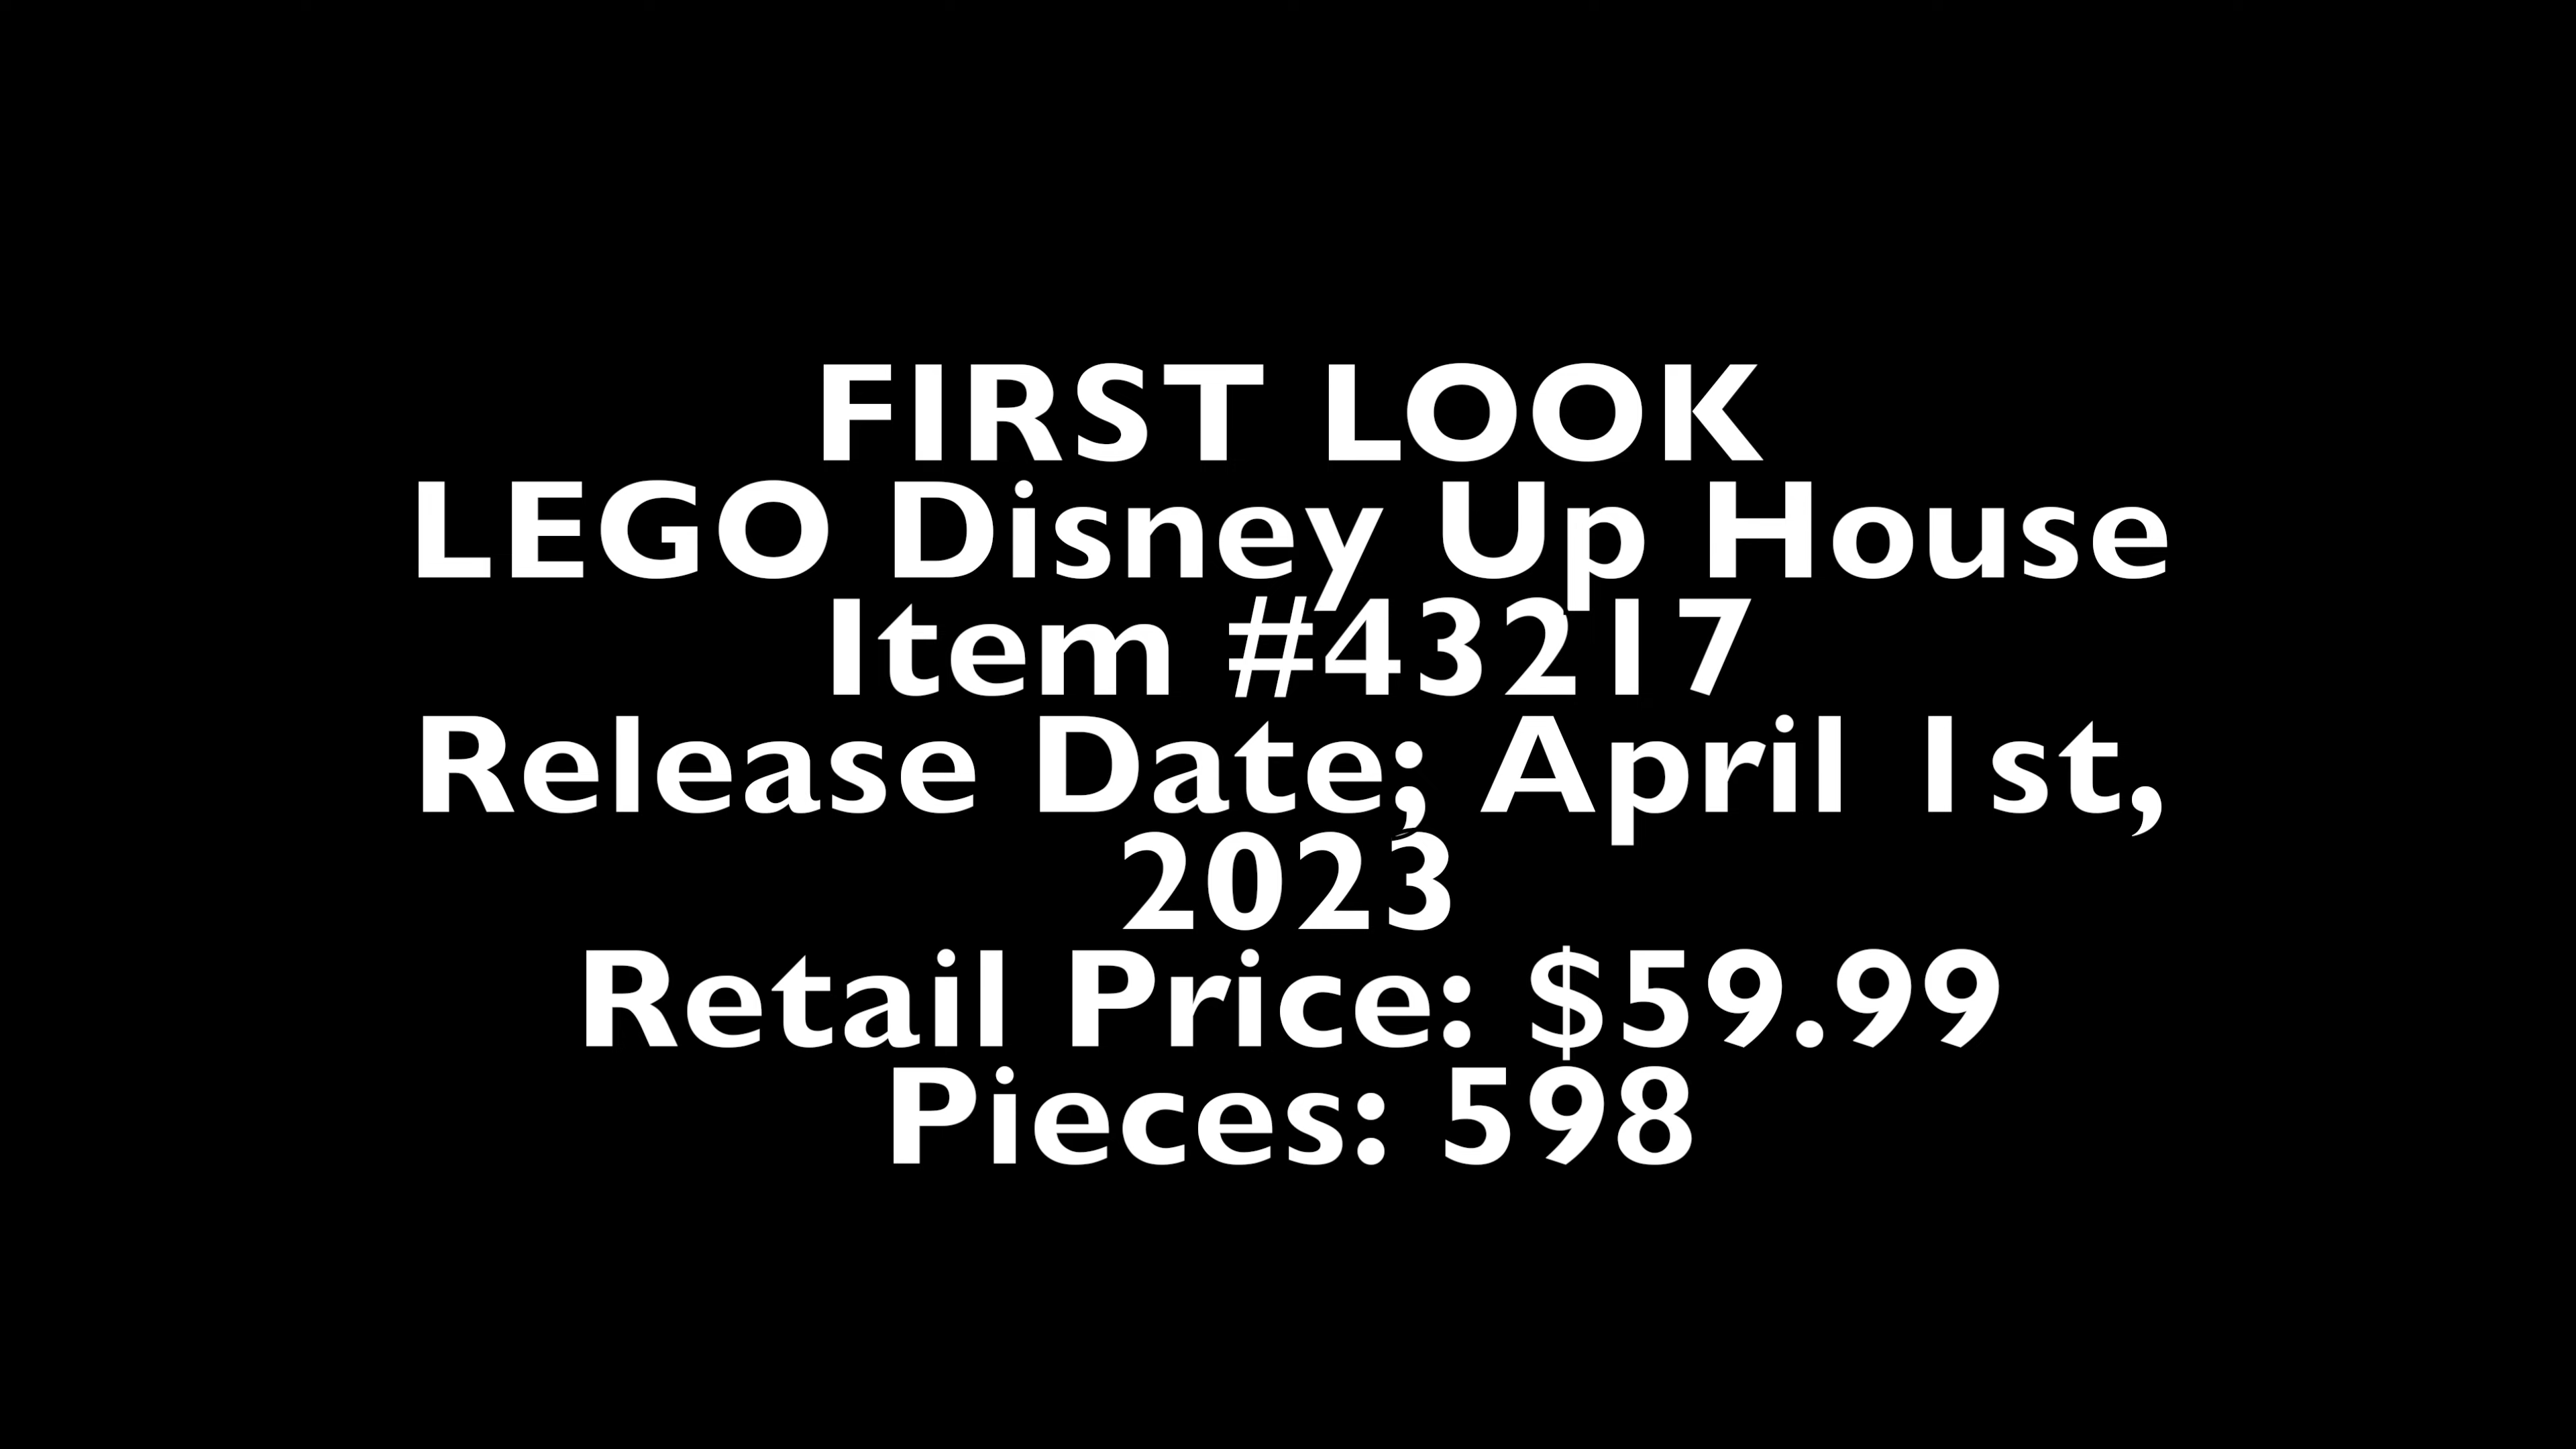 FIRST LOOK
LEGO Disney Up House
Item #43217
Release Date; April 1st,
2023
Retail Price: $59.99
Pieces: 598